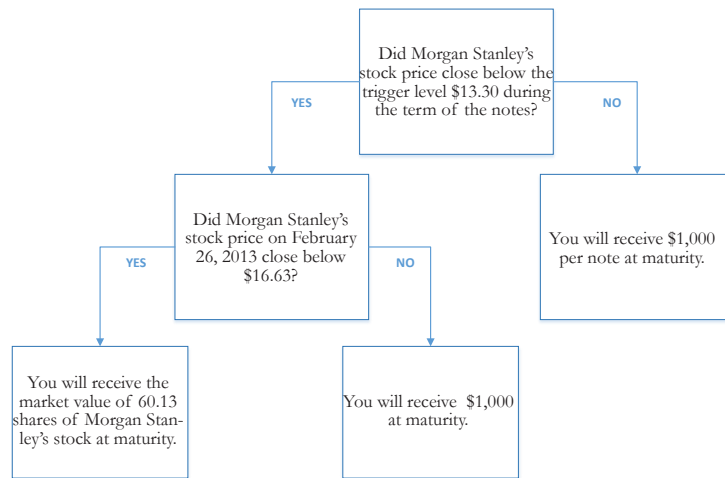 Did Morgan Stanley's
stock price close below the
trigger level $13.30 during
the term of the notes?
YES
NO
Did Morgan Stanley's
stock price on February
26, 2013 close below
$16.63?
You will receive $1,000
per note at maturity.
YES
NO
You will receive the
market value of 60.13
shares of Morgan Stan-
ley's stock at maturity.
You will receive $1,000
at maturity.